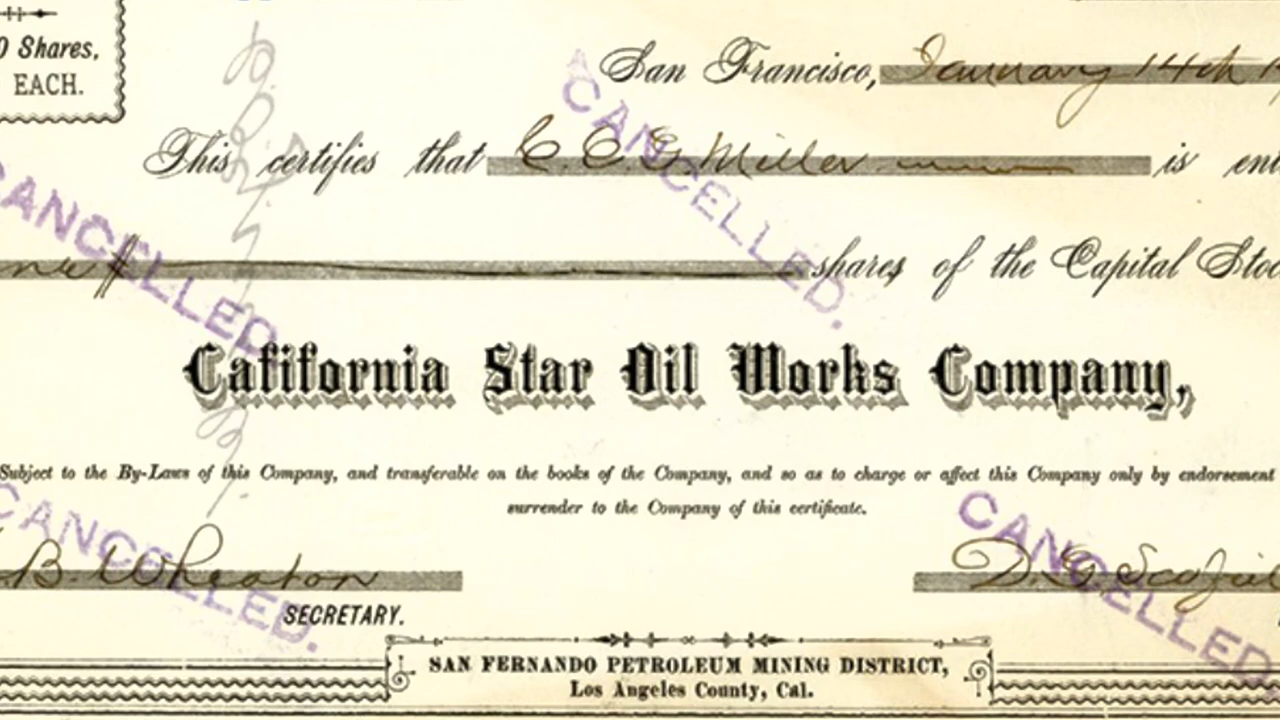 0 Shares,
EACH.
San Francisco, January 14th
This certifies that C. C. G. Miller is
shares of the Capital
California Star Oil Works Company,
Subject to the By-Laws of this Company, and transferable on the books of the Company, and so as to charge or affect this Company only by endorsement
surrender to the Company of this certificate.
B. Wheaton
D. G. Scofiel
SECRETARY.
SAN FERNANDO PETROLEUM MINING DISTRICT,
Los Angeles County, Cal.
CANCELLED.
CANCELLED.
CANCELLED.
CANCELLED.